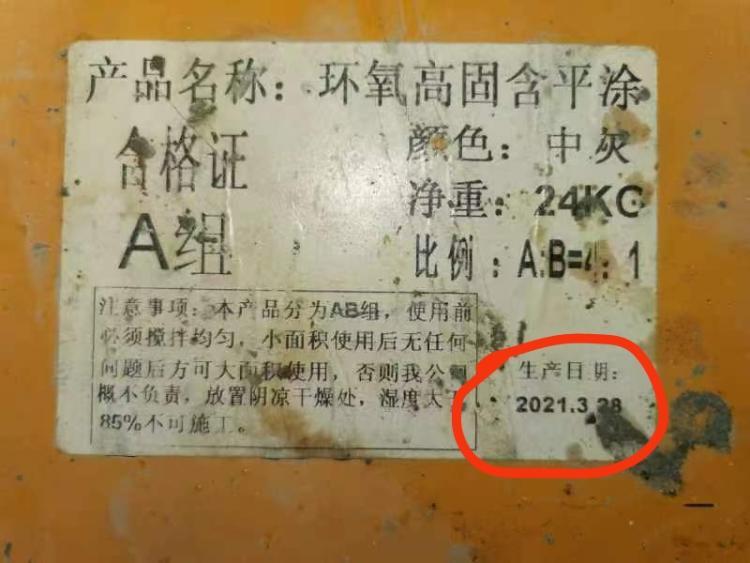 产品名称：环氧高固含平涂
合格证
颜色：中灰
净重：24KG
A组
比例：A:B=4：1
注意事项：本产品分为AB组，使用前
必须搅拌均匀，小面积使用后无任何
问题后方可大面积使用，否则我公司
概不负责，放置阴凉干燥处，湿度大于
85%不可施工。
生产日期：
2021.3.28